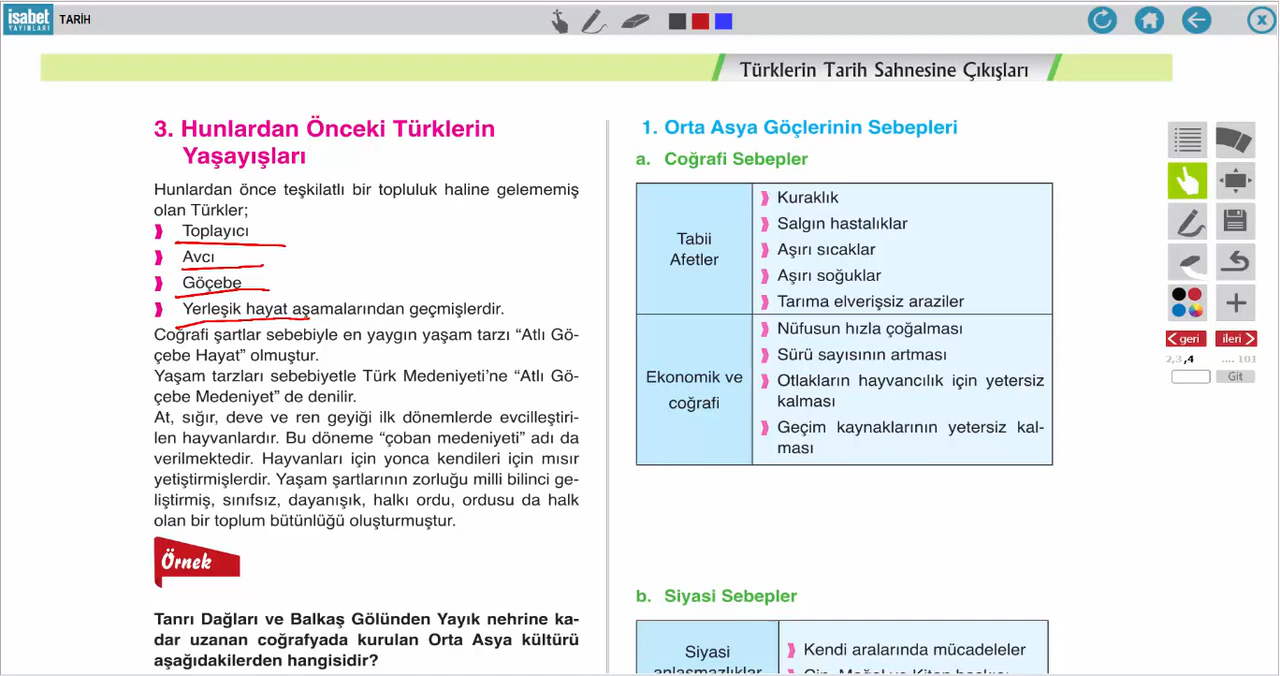 isabet
YAYINLARI
TARİH
Türklerin Tarih Sahnesine Çıkışları
3. Hunlardan Önceki Türklerin
Yaşayışları
Hunlardan önce teşkilatlı bir topluluk haline gelememiş
olan Türkler;
Toplayıcı
Avcı
Göçebe
Yerleşik hayat aşamalarından geçmişlerdir.
Coğrafi şartlar sebebiyle en yaygın yaşam tarzı “Atlı Gö-
çebe Hayat” olmuştur.
Yaşam tarzları sebebiyetle Türk Medeniyeti’ne “Atlı Gö-
çebe Medeniyet” de denilir.
At, sığır, deve ve ren geyiği ilk dönemlerde evcilleştiri-
len hayvanlardır. Bu döneme “çoban medeniyeti” adı da
verilmektedir. Hayvanları için yonca kendileri için mısır
yetiştirmişlerdir. Yaşam şartlarının zorluğu milli bilinci ge-
liştirmiş, sınıfsız, dayanışık, halkı ordu, ordusu da halk
olan bir toplum bütünlüğü oluşturmuştur.
Örnek
Tanrı Dağları ve Balkaş Gölünden Yayık nehrine ka-
dar uzanan coğrafyada kurulan Orta Asya kültürü
aşağıdakilerden hangisidir?
1. Orta Asya Göçlerinin Sebepleri
a. Coğrafi Sebepler
Tabii
Afetler
Kuraklık
Salgın hastalıklar
Aşırı sıcaklar
Aşırı soğuklar
Tarıma elverişsiz araziler
Ekonomik ve
coğrafi
Nüfusun hızla çoğalması
Sürü sayısının artması
Otlakların hayvancılık için yetersiz
kalması
Geçim kaynaklarının yetersiz kal-
ması
b. Siyasi Sebepler
Siyasi
anlaşmazlıklar
Kendi aralarında mücadeleler
geri
ileri
2,3,4
.... 101
Git